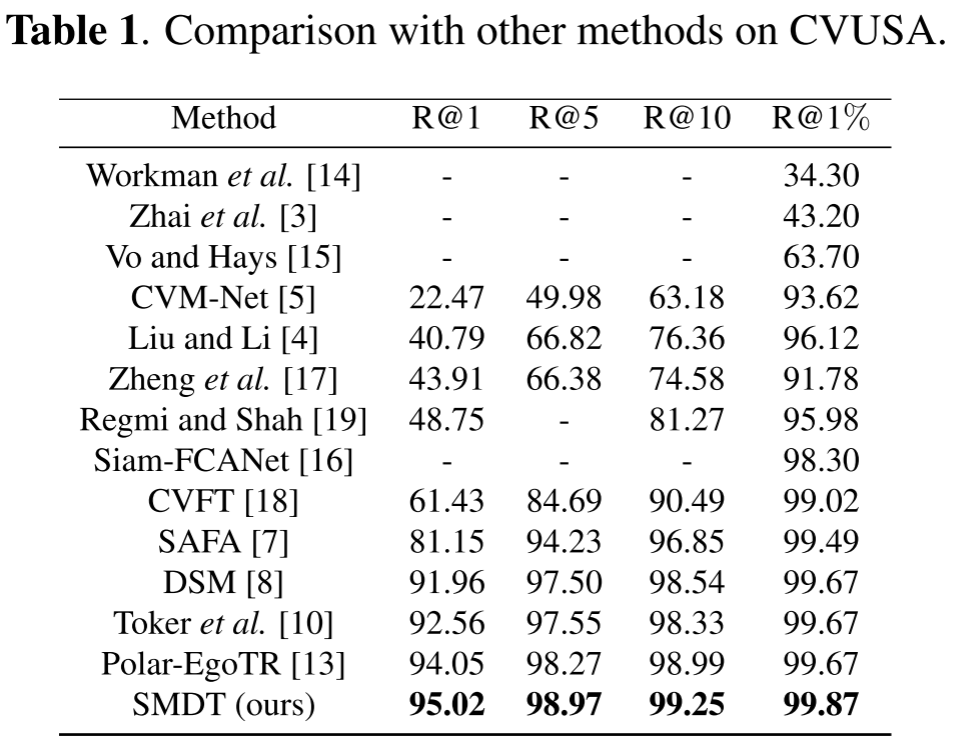 Table 1. Comparison with other methods on CVUSA.
Method R@1 R@5 R@10 R@1%
Workman et al. [14] - - - 34.30
Zhai et al. [3] - - - 43.20
Vo and Hays [15] - - - 63.70
CVM-Net [5] 22.47 49.98 63.18 93.62
Liu and Li [4] 40.79 66.82 76.36 96.12
Zheng et al. [17] 43.91 66.38 74.58 91.78
Regmi and Shah [19] 48.75 - 81.27 95.98
Siam-FCANet [16] - - - 98.30
CVFT [18] 61.43 84.69 90.49 99.02
SAFA [7] 81.15 94.23 96.85 99.49
DSM [8] 91.96 97.50 98.54 99.67
Toker et al. [10] 92.56 97.55 98.33 99.67
Polar-EgoTR [13] 94.05 98.27 98.99 99.67
SMDT (ours) 95.02 98.97 99.25 99.87